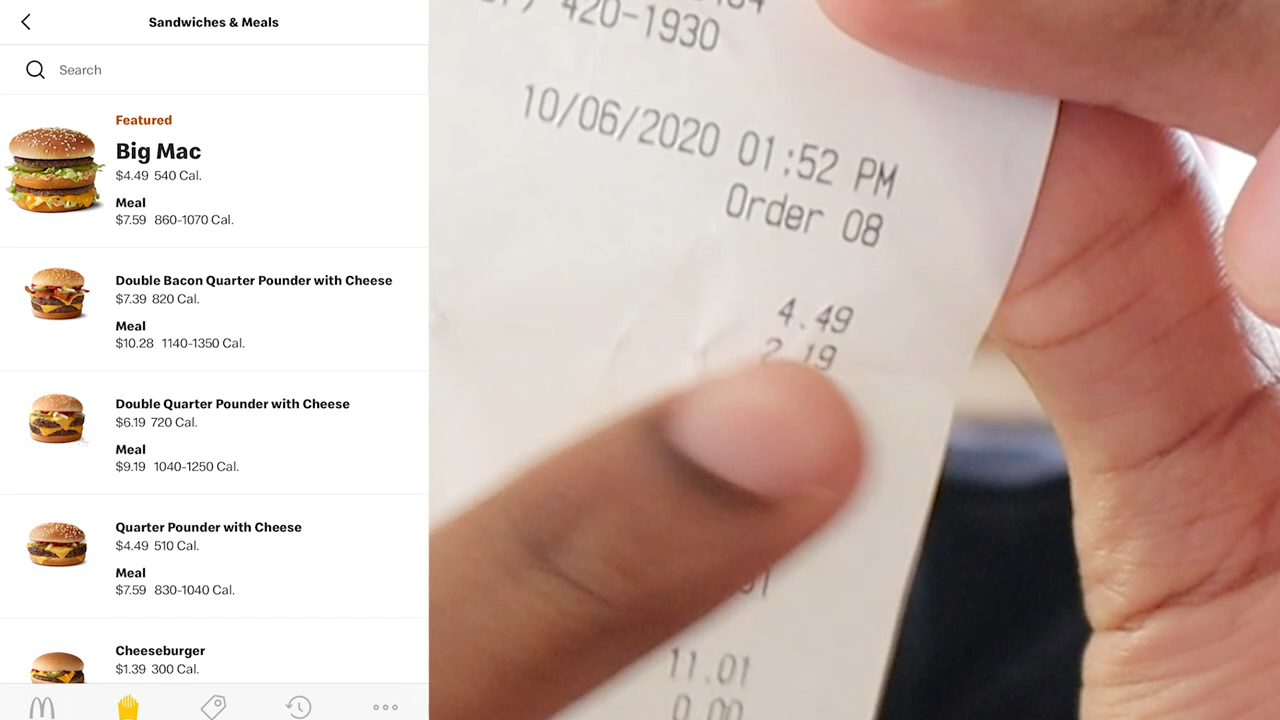 Sandwiches & Meals
Search
Featured
Big Mac
$4.49 540 Cal.
Meal
$7.59 860-1070 Cal.
Double Bacon Quarter Pounder with Cheese
$7.39 820 Cal.
Meal
$10.28 1140-1350 Cal.
Double Quarter Pounder with Cheese
$6.19 720 Cal.
Meal
$9.19 1040-1250 Cal.
Quarter Pounder with Cheese
$4.49 510 Cal.
Meal
$7.59 830-1040 Cal.
Cheeseburger
$1.39 300 Cal.
420-1930
10/06/2020 01:52 PM
Order 08
4.49
2.19
11.01
0.00